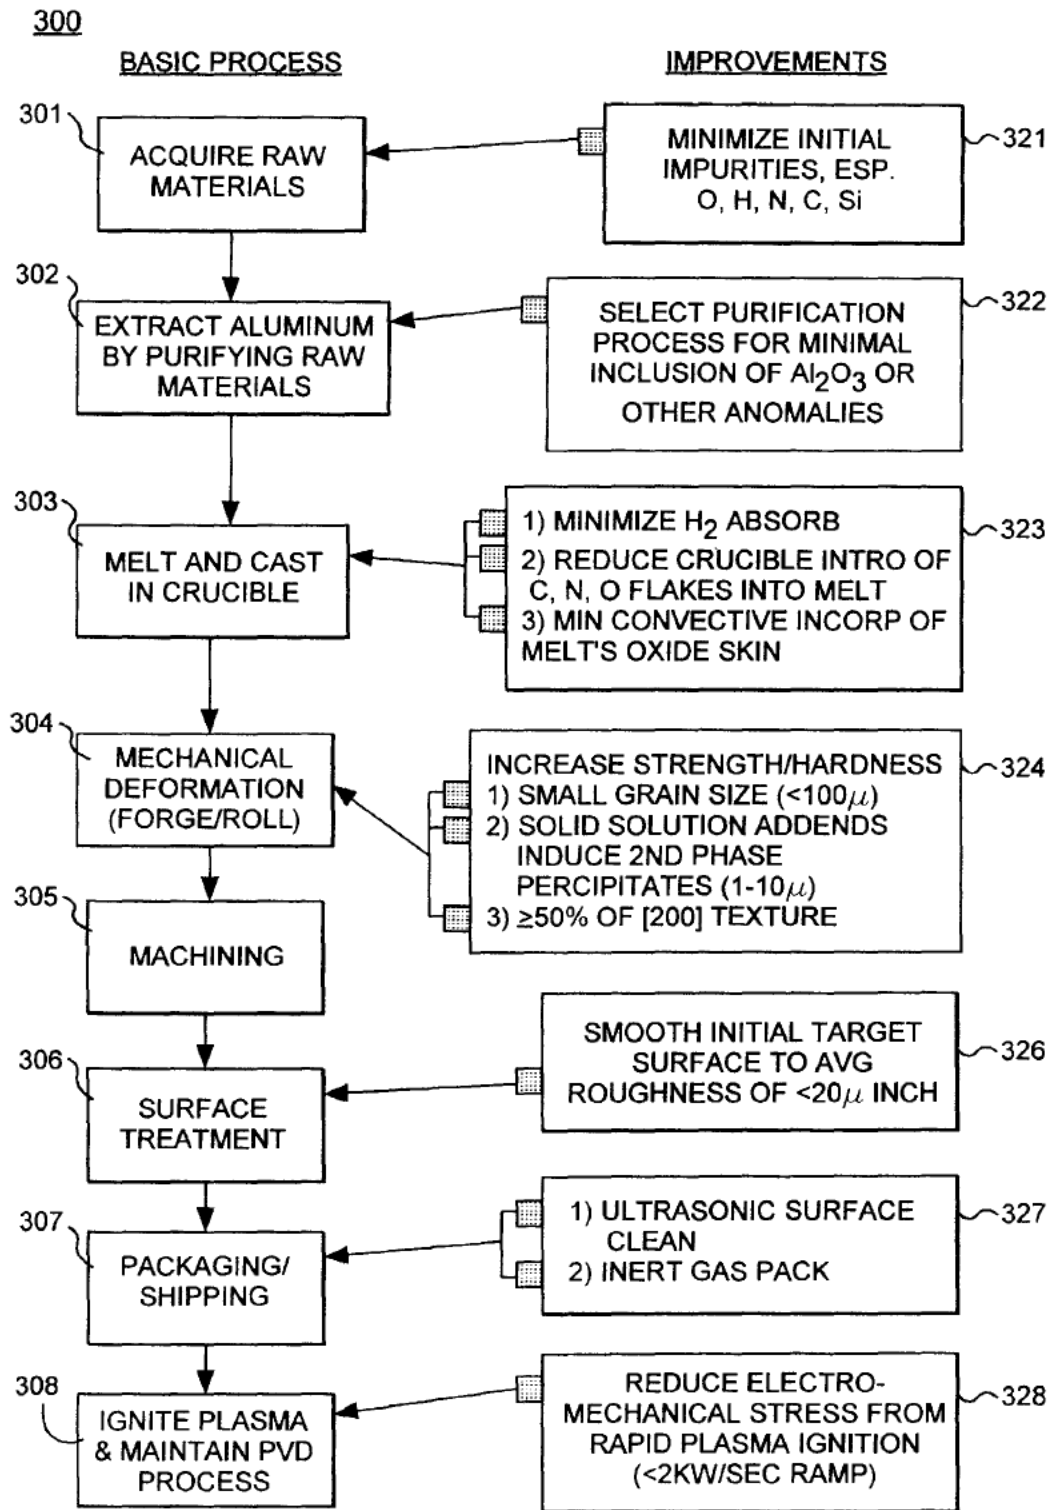 300
BASIC PROCESS
IMPROVEMENTS
301
ACQUIRE RAW
MATERIALS
MINIMIZE INITIAL
IMPURITIES, ESP.
O, H, N, C, Si
321
302
EXTRACT ALUMINUM
BY PURIFYING RAW
MATERIALS
SELECT PURIFICATION
PROCESS FOR MINIMAL
INCLUSION OF Al₂O₃ OR
OTHER ANOMALIES
322
303
MELT AND CAST
IN CRUCIBLE
1) MINIMIZE H₂ ABSORB
2) REDUCE CRUCIBLE INTRO OF
C, N, O FLAKES INTO MELT
3) MIN CONVECTIVE INCORP OF
MELT'S OXIDE SKIN
323
304
MECHANICAL
DEFORMATION
(FORGE/ROLL)
INCREASE STRENGTH/HARDNESS
1) SMALL GRAIN SIZE (<100μ)
2) SOLID SOLUTION ADDENDS
INDUCE 2ND PHASE
PERCIPITATES (1-10μ)
3) ≥50% OF [200] TEXTURE
324
305
MACHINING
306
SURFACE
TREATMENT
SMOOTH INITIAL TARGET
SURFACE TO AVG
ROUGHNESS OF <20μ INCH
326
307
PACKAGING/
SHIPPING
1) ULTRASONIC SURFACE
CLEAN
2) INERT GAS PACK
327
308
IGNITE PLASMA
& MAINTAIN PVD
PROCESS
REDUCE ELECTRO-
MECHANICAL STRESS FROM
RAPID PLASMA IGNITION
(<2KW/SEC RAMP)
328